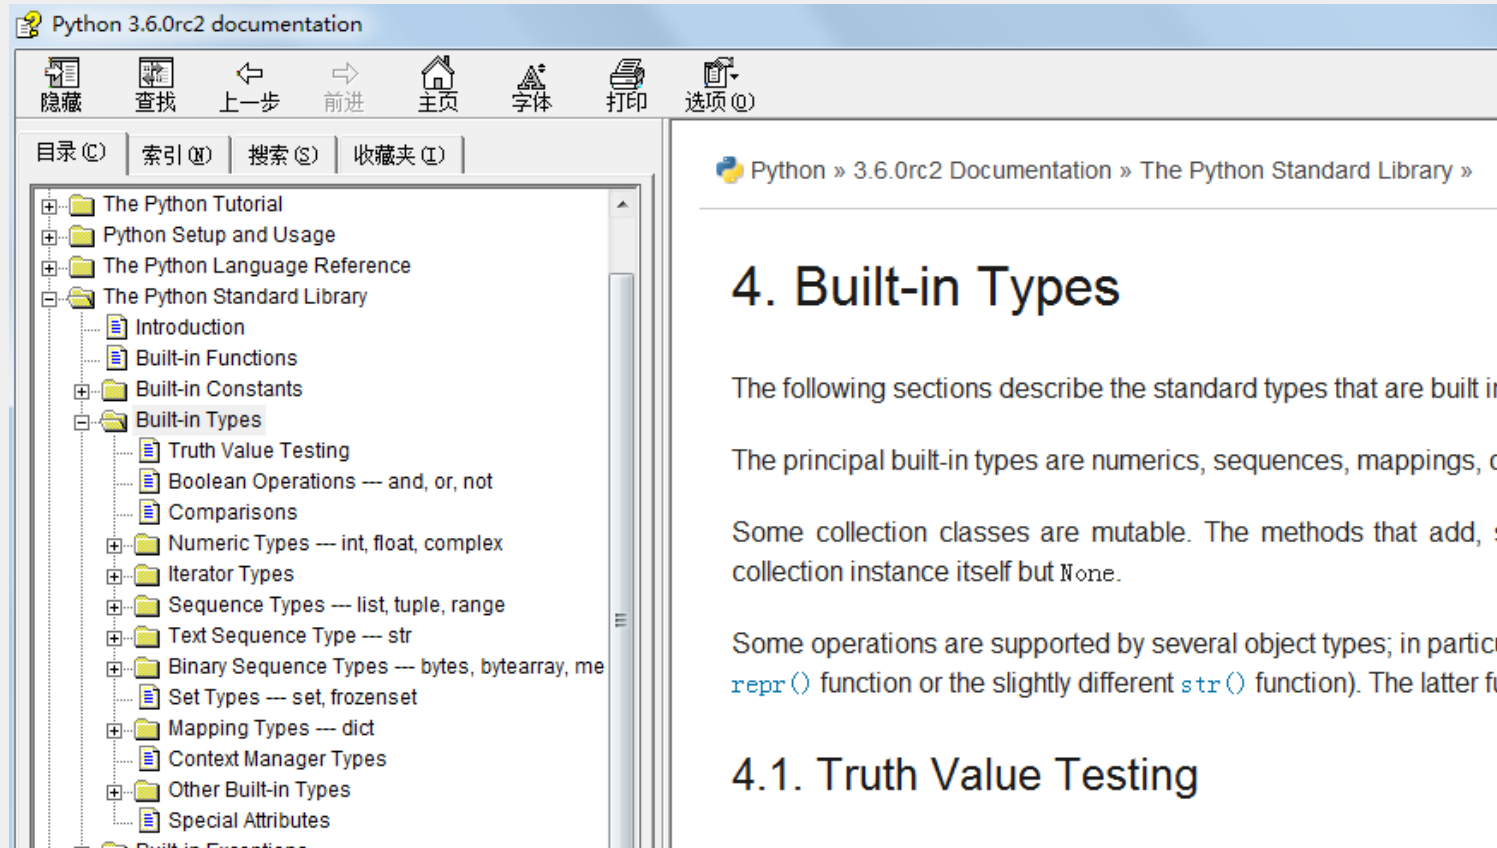 Python 3.6.0rc2 documentation
隐藏 查找 上一步 前进 主页 字体 打印 选项(O)
目录(C) 索引(N) 搜索(S) 收藏夹(I)
The Python Tutorial
Python Setup and Usage
The Python Language Reference
The Python Standard Library
Introduction
Built-in Functions
Built-in Constants
Built-in Types
Truth Value Testing
Boolean Operations --- and, or, not
Comparisons
Numeric Types --- int, float, complex
Iterator Types
Sequence Types --- list, tuple, range
Text Sequence Type --- str
Binary Sequence Types --- bytes, bytearray, me
Set Types --- set, frozenset
Mapping Types --- dict
Context Manager Types
Other Built-in Types
Special Attributes
Built-in Exceptions
Python » 3.6.0rc2 Documentation » The Python Standard Library »
4. Built-in Types
The following sections describe the standard types that are built i
The principal built-in types are numerics, sequences, mappings, c
Some collection classes are mutable. The methods that add, s
collection instance itself but None.
Some operations are supported by several object types; in particu
repr() function or the slightly different str() function). The latter fu
4.1. Truth Value Testing